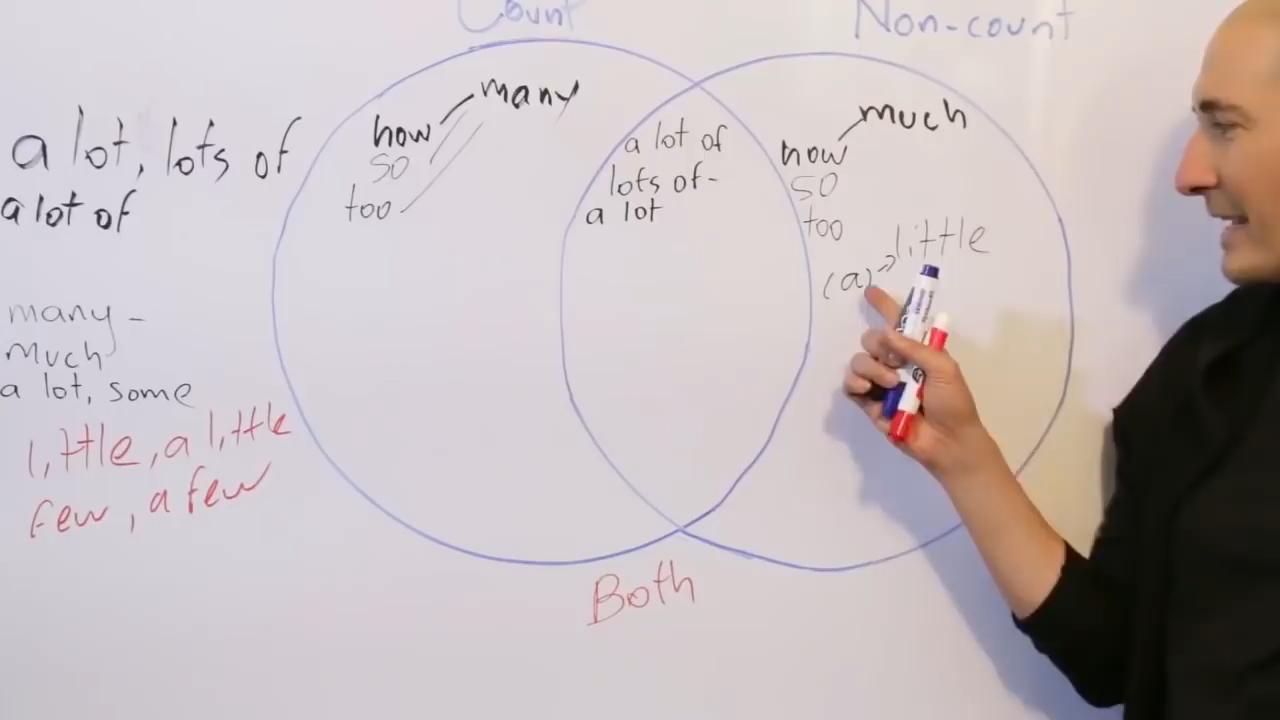 Count
Non-count
a lot, lots of
a lot of
many -
much
a lot, some
little, a little
few, a few
many
how
so
too
a lot of
lots of-
a lot
much
how
so
too
little
(a)
Both